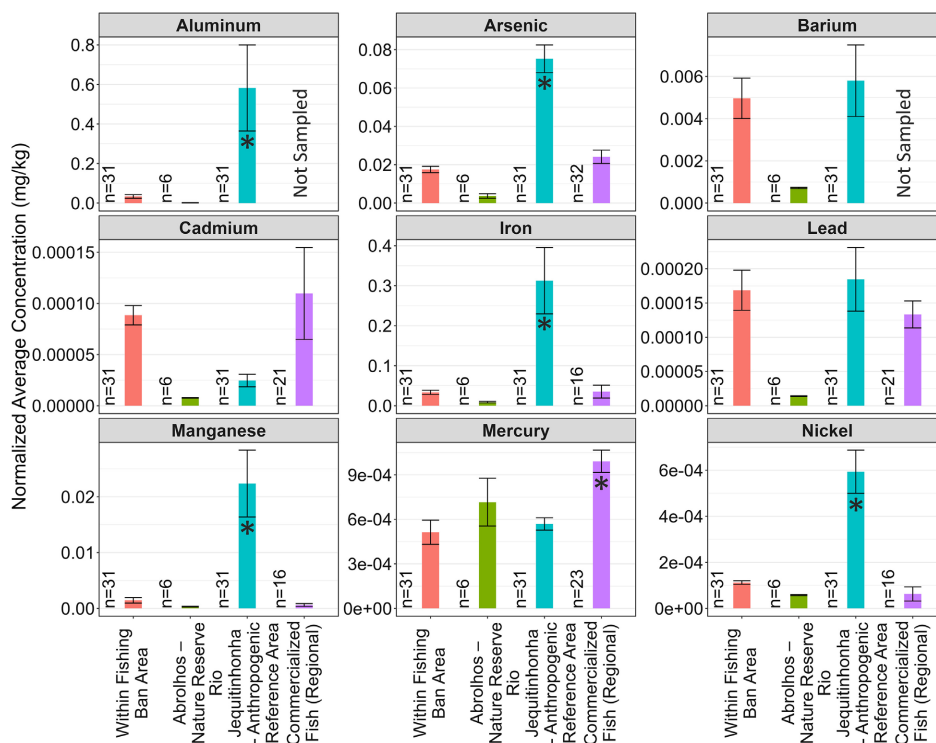 Normalized Average Concentration (mg/kg)
Aluminum
0.8
0.6
0.4
0.2
0.0
n=31
n=6
n=31
*
Not Sampled
Arsenic
0.08
0.06
0.04
0.02
0.00
n=31
n=6
n=31
*
n=32
Barium
0.006
0.004
0.002
0.000
n=31
n=6
n=31
Not Sampled
Cadmium
0.00015
0.00010
0.00005
0.00000
n=31
n=6
n=31
n=21
Iron
0.4
0.3
0.2
0.1
0.0
n=31
n=6
n=31
*
n=16
Lead
0.00020
0.00015
0.00010
0.00005
0.00000
n=31
n=6
n=31
n=21
Manganese
0.02
0.01
0.00
n=31
n=6
n=31
*
n=16
Mercury
9e-04
6e-04
3e-04
0e+00
n=31
n=6
n=31
n=23
*
Nickel
6e-04
4e-04
2e-04
0e+00
n=31
n=6
n=31
*
n=16
Within Fishing
Ban Area
Abrolhos –
Nature Reserve
Rio
Jequitinhonha
- Anthropogenic
Reference Area
Commercialized
Fish (Regional)
Within Fishing
Ban Area
Abrolhos –
Nature Reserve
Rio
Jequitinhonha
- Anthropogenic
Reference Area
Commercialized
Fish (Regional)
Within Fishing
Ban Area
Abrolhos –
Nature Reserve
Rio
Jequitinhonha
- Anthropogenic
Reference Area
Commercialized
Fish (Regional)